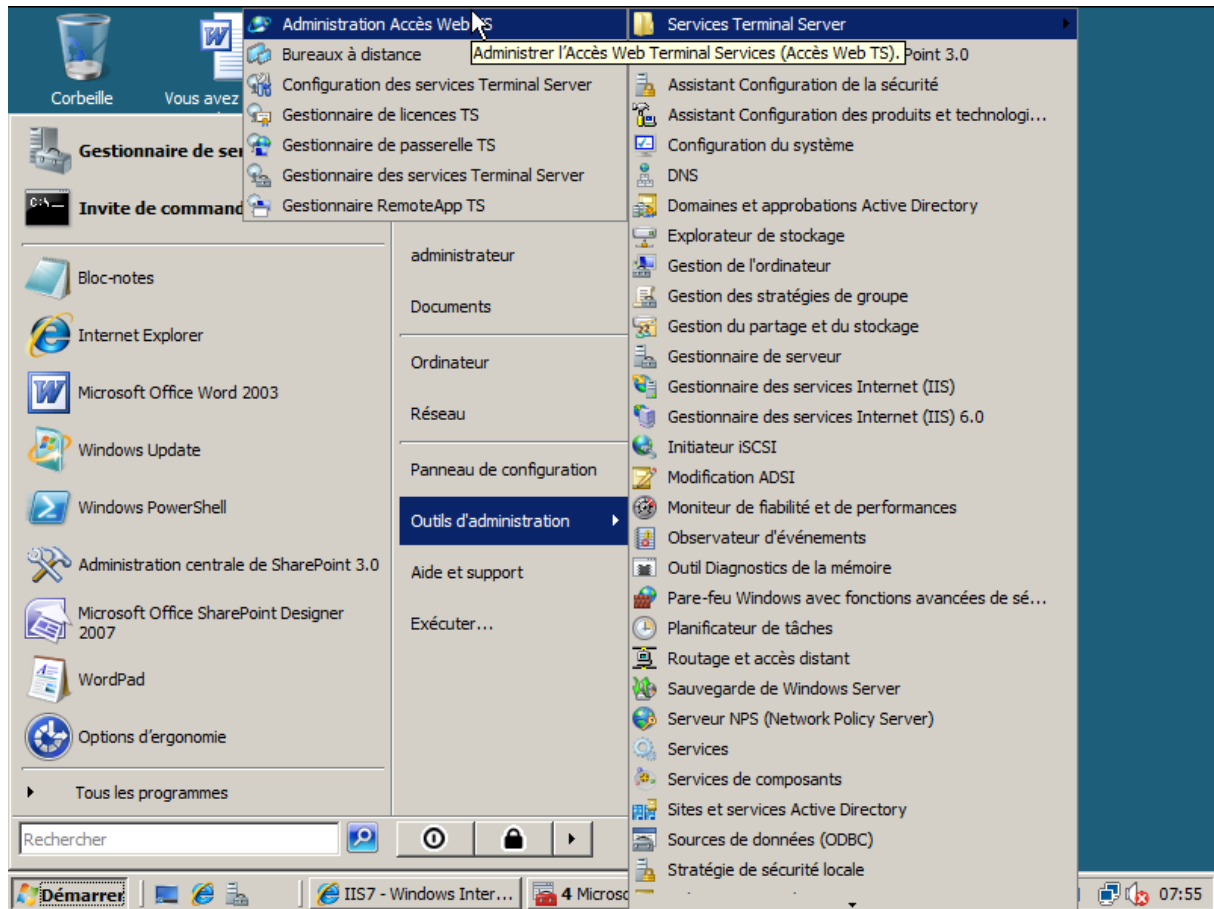 Corbeille
Vous avez
Administration Accès Web TS
Bureaux à distance
Configuration des services Terminal Server
Gestionnaire de licences TS
Gestionnaire de passerelle TS
Gestionnaire des services Terminal Server
Gestionnaire RemoteApp TS
Administrer l'Accès Web Terminal Services (Accès Web TS).
Services Terminal Server
Point 3.0
Assistant Configuration de la sécurité
Assistant Configuration des produits et technologi...
Configuration du système
DNS
Domaines et approbations Active Directory
Explorateur de stockage
Gestion de l'ordinateur
Gestion des stratégies de groupe
Gestion du partage et du stockage
Gestionnaire de serveur
Gestionnaire des services Internet (IIS)
Gestionnaire des services Internet (IIS) 6.0
Initiateur iSCSI
Modification ADSI
Moniteur de fiabilité et de performances
Observateur d'événements
Outil Diagnostics de la mémoire
Pare-feu Windows avec fonctions avancées de sé...
Planificateur de tâches
Routage et accès distant
Sauvegarde de Windows Server
Serveur NPS (Network Policy Server)
Services
Services de composants
Sites et services Active Directory
Sources de données (ODBC)
Stratégie de sécurité locale
Gestionnaire de ser
C:\
Invite de command
Bloc-notes
Internet Explorer
Microsoft Office Word 2003
Windows Update
Windows PowerShell
Administration centrale de SharePoint 3.0
Microsoft Office SharePoint Designer
2007
WordPad
Options d'ergonomie
Tous les programmes
Rechercher
administrateur
Documents
Ordinateur
Réseau
Panneau de configuration
Outils d'administration
Aide et support
Exécuter...
Démarrer
IIS7 - Windows Inter...
4 Microso
07:55